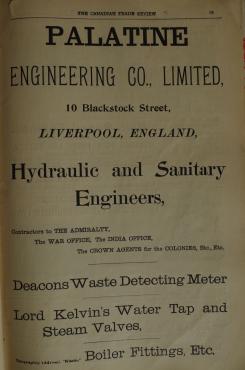 THE CANADIAN TRADE REVIEW
PALATINE
ENGINEERING CO., LIMITED,
10 Blackstock Street,
LIVERPOOL, ENGLAND,
Hydraulic and Sanitary
Engineers,
Contractors to THE ADMIRALTY,
The WAR OFFICE, The INDIA OFFICE,
The CROWN AGENTS for the COLONIES, Etc., Etc.
Deacons Waste Detecting Meter
Lord Kelvin's Water Tap and
Steam Valves,
Boiler Fittings, Etc.